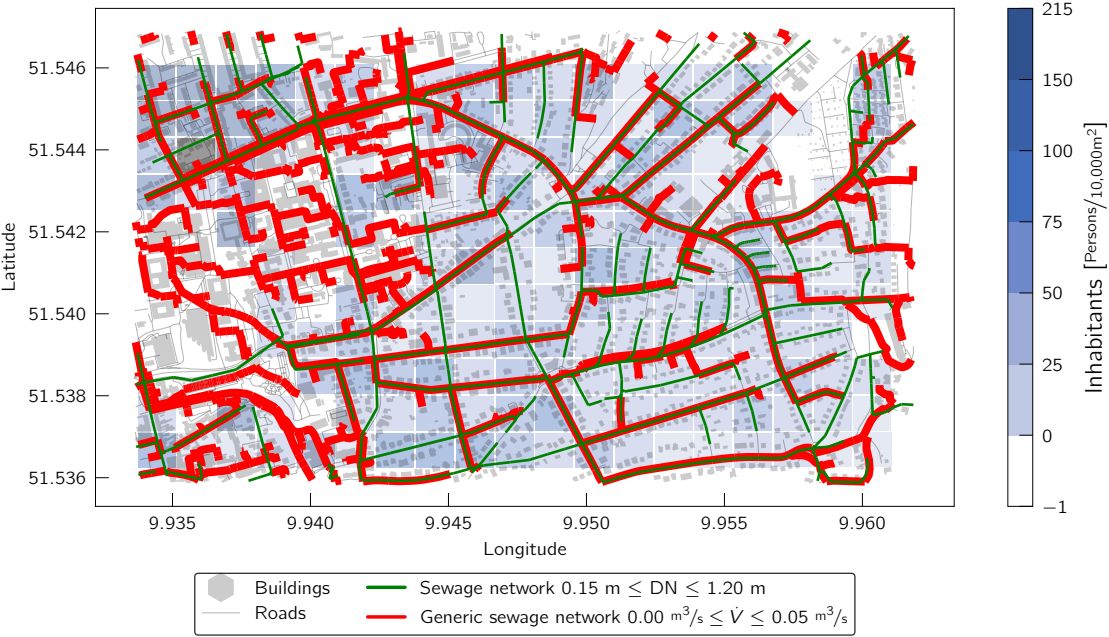 51.546
51.544
51.542
51.540
51.538
51.536
Latitude
9.935 9.940 9.945 9.950 9.955 9.960
Longitude
215
150
100
75
50
25
0
−1
Inhabitants [Persons/10,000m²]
Buildings
Roads
Sewage network 0.15 m ≤ DN ≤ 1.20 m
Generic sewage network 0.00 m³/s ≤ V̇ ≤ 0.05 m³/s